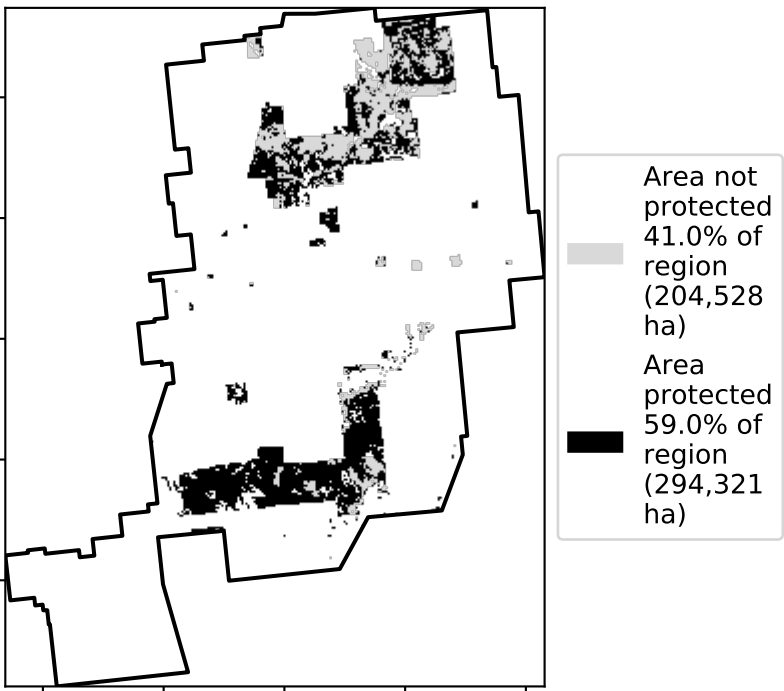 Area not
protected
41.0% of
region
(204,528
ha)
Area
protected
59.0% of
region
(294,321
ha)